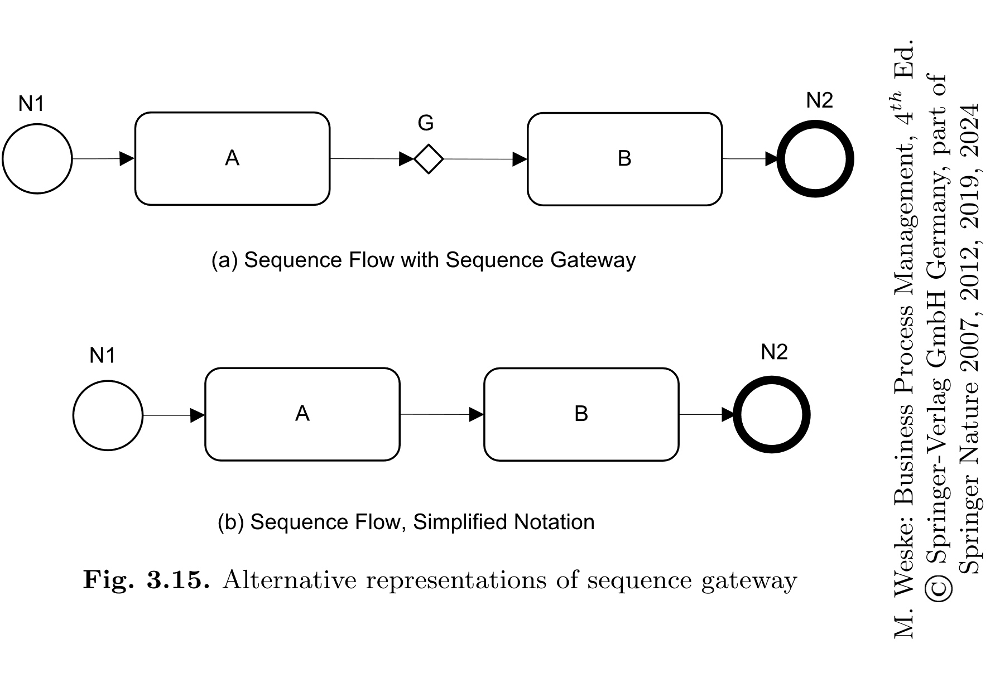 N1
N2
G
A
B
(a) Sequence Flow with Sequence Gateway
N1
N2
A
B
(b) Sequence Flow, Simplified Notation
Fig. 3.15. Alternative representations of sequence gateway
M. Weske: Business Process Management, 4th Ed.
© Springer-Verlag GmbH Germany, part of
Springer Nature 2007, 2012, 2019, 2024